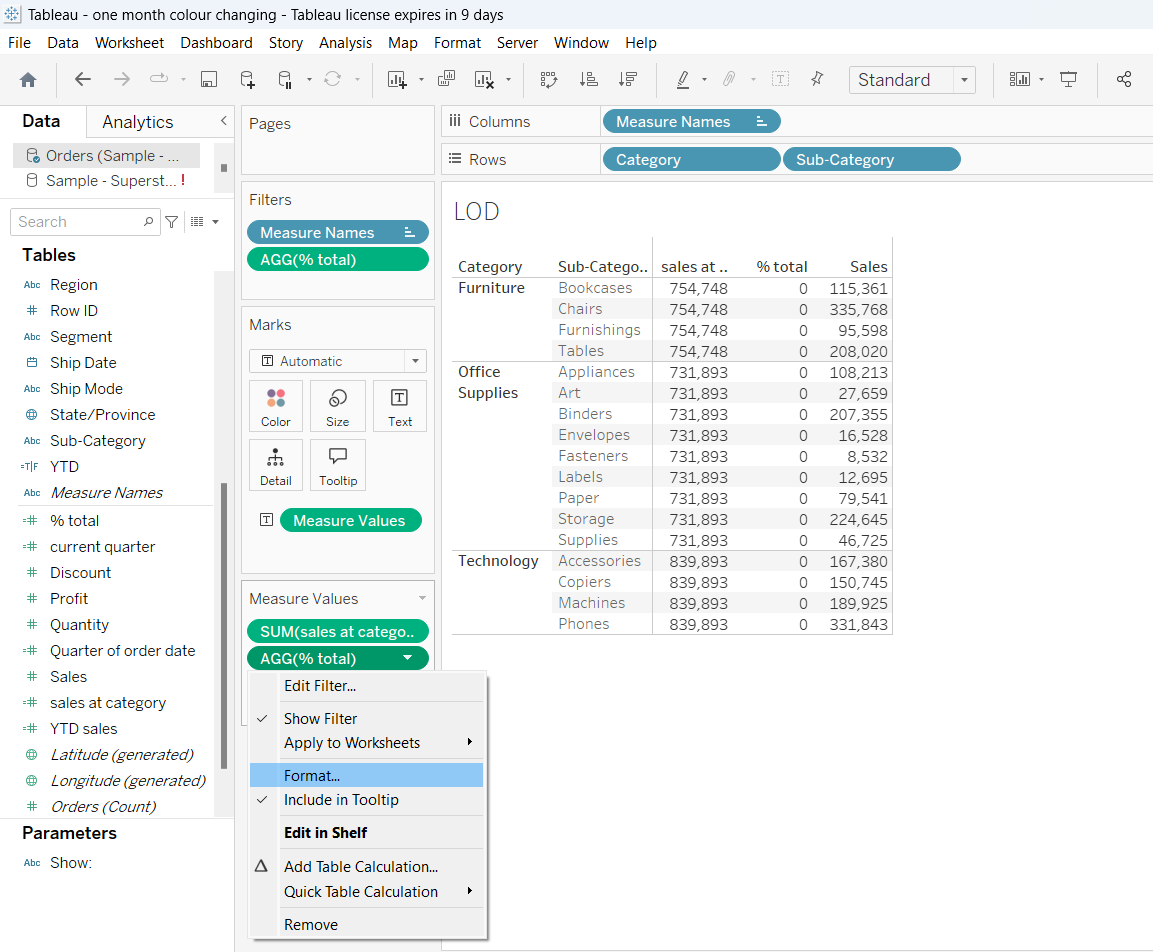 Tableau - one month colour changing - Tableau license expires in 9 days
File Data Worksheet Dashboard Story Analysis Map Format Server Window Help
Standard
Data Analytics
Orders (Sample - ...
Sample - Superst... !
Search
Tables
Abc Region
# Row ID
Abc Segment
Ship Date
Abc Ship Mode
State/Province
Abc Sub-Category
=T|F YTD
Abc Measure Names
=# % total
=# current quarter
# Discount
# Profit
# Quantity
=# Quarter of order date
# Sales
=# sales at category
=# YTD sales
Latitude (generated)
Longitude (generated)
# Orders (Count)
Parameters
Abc Show:
Pages
Filters
Measure Names
AGG(% total)
Marks
T Automatic
Color Size T Text
Detail Tooltip
T Measure Values
Measure Values
SUM(sales at catego..
AGG(% total)
Edit Filter...
Show Filter
Apply to Worksheets
Format...
Include in Tooltip
Edit in Shelf
Add Table Calculation...
Quick Table Calculation
Remove
Columns Measure Names
Rows Category Sub-Category
LOD
Category Sub-Catego.. sales at .. % total Sales
Furniture Bookcases 754,748 0 115,361
Chairs 754,748 0 335,768
Furnishings 754,748 0 95,598
Tables 754,748 0 208,020
Office Appliances 731,893 0 108,213
Supplies Art 731,893 0 27,659
Binders 731,893 0 207,355
Envelopes 731,893 0 16,528
Fasteners 731,893 0 8,532
Labels 731,893 0 12,695
Paper 731,893 0 79,541
Storage 731,893 0 224,645
Supplies 731,893 0 46,725
Technology Accessories 839,893 0 167,380
Copiers 839,893 0 150,745
Machines 839,893 0 189,925
Phones 839,893 0 331,843